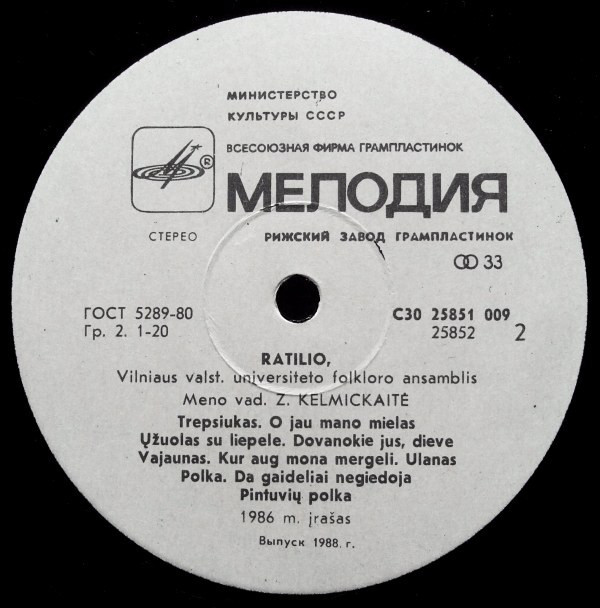 МИНИСТЕРСТВО
КУЛЬТУРЫ СССР
ВСЕСОЮЗНАЯ ФИРМА ГРАМПЛАСТИНОК
®
МЕЛОДИЯ
СТЕРЕО
РИЖСКИЙ ЗАВОД ГРАМПЛАСТИНОК
33
ГОСТ 5289-80
Гр. 2. 1-20
С30 25851 009
25852 2
RATILIO,
Vilniaus valst. universiteto folkloro ansamblis
Meno vad. Z. KELMICKAITĖ
Trepsiukas. O jau mano mielas
Ųžuolas su liepele. Dovanokie jus, dieve
Vajaunas. Kur aug mona mergeli. Ulanas
Polka. Da gaideliai negiedoja
Pintuvių polka
1986 m. įrašas
Выпуск 1988. г.